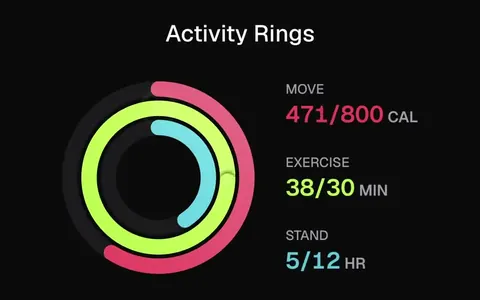 Activity Rings
MOVE
471/800 CAL
EXERCISE
38/30 MIN
STAND
5/12 HR